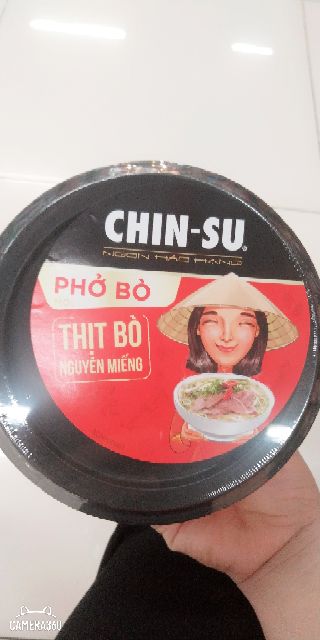 CHIN-SU®
NGON HẢO HẠNG
PHỞ BÒ
THỊT BÒ
NGUYÊN MIẾNG
CAMERA360